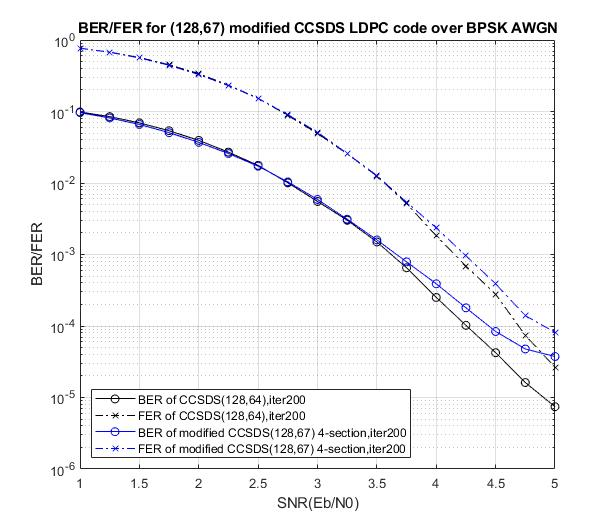 BER/FER for (128,67) modified CCSDS LDPC code over BPSK AWGN
10^0
10^-1
10^-2
10^-3
10^-4
10^-5
10^-6
BER/FER
BER of CCSDS(128,64),iter200
FER of CCSDS(128,64),iter200
BER of modified CCSDS(128,67) 4-section,iter200
FER of modified CCSDS(128,67) 4-section,iter200
1 1.5 2 2.5 3 3.5 4 4.5 5
SNR(Eb/N0)